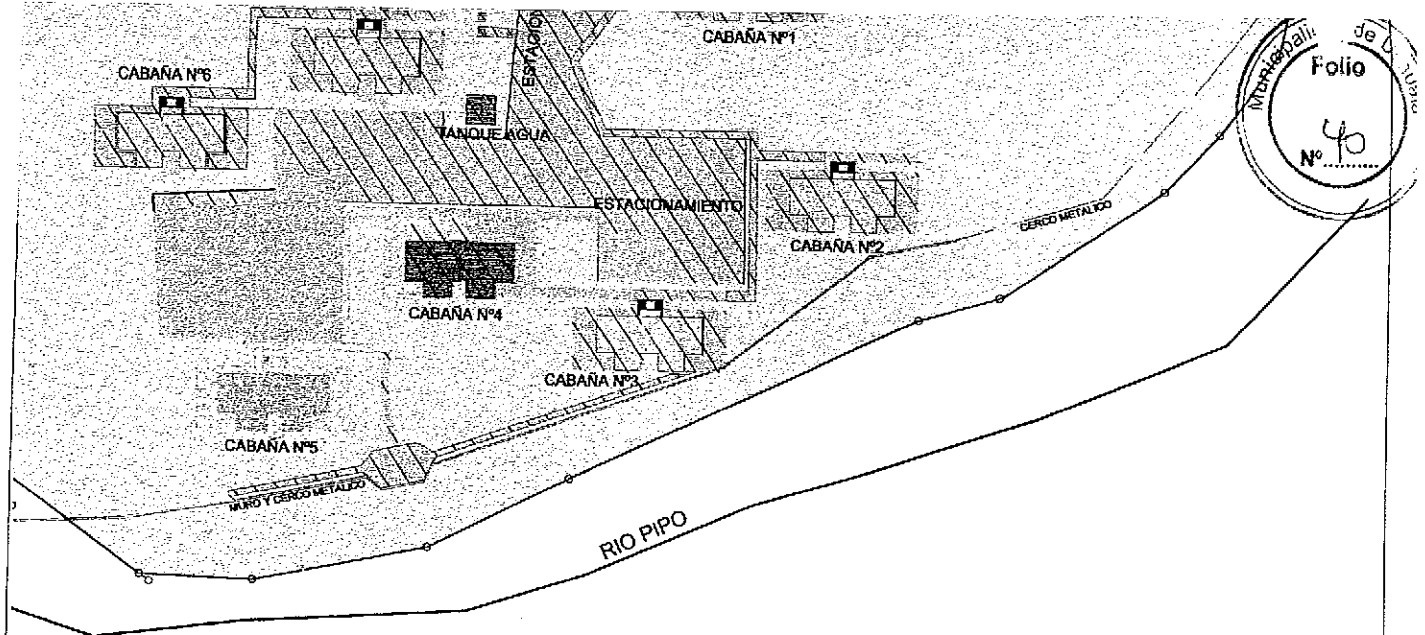 CABAÑA Nº1
ESTACION
CABAÑA Nº6
TANQUE AGUA
ESTACIONAMIENTO
CABAÑA Nº2
CERCO METALICO
CABAÑA Nº4
CABAÑA Nº3
CABAÑA Nº5
MURO Y CERCO METALICO
RIO PIPO
Folio
Nº 40